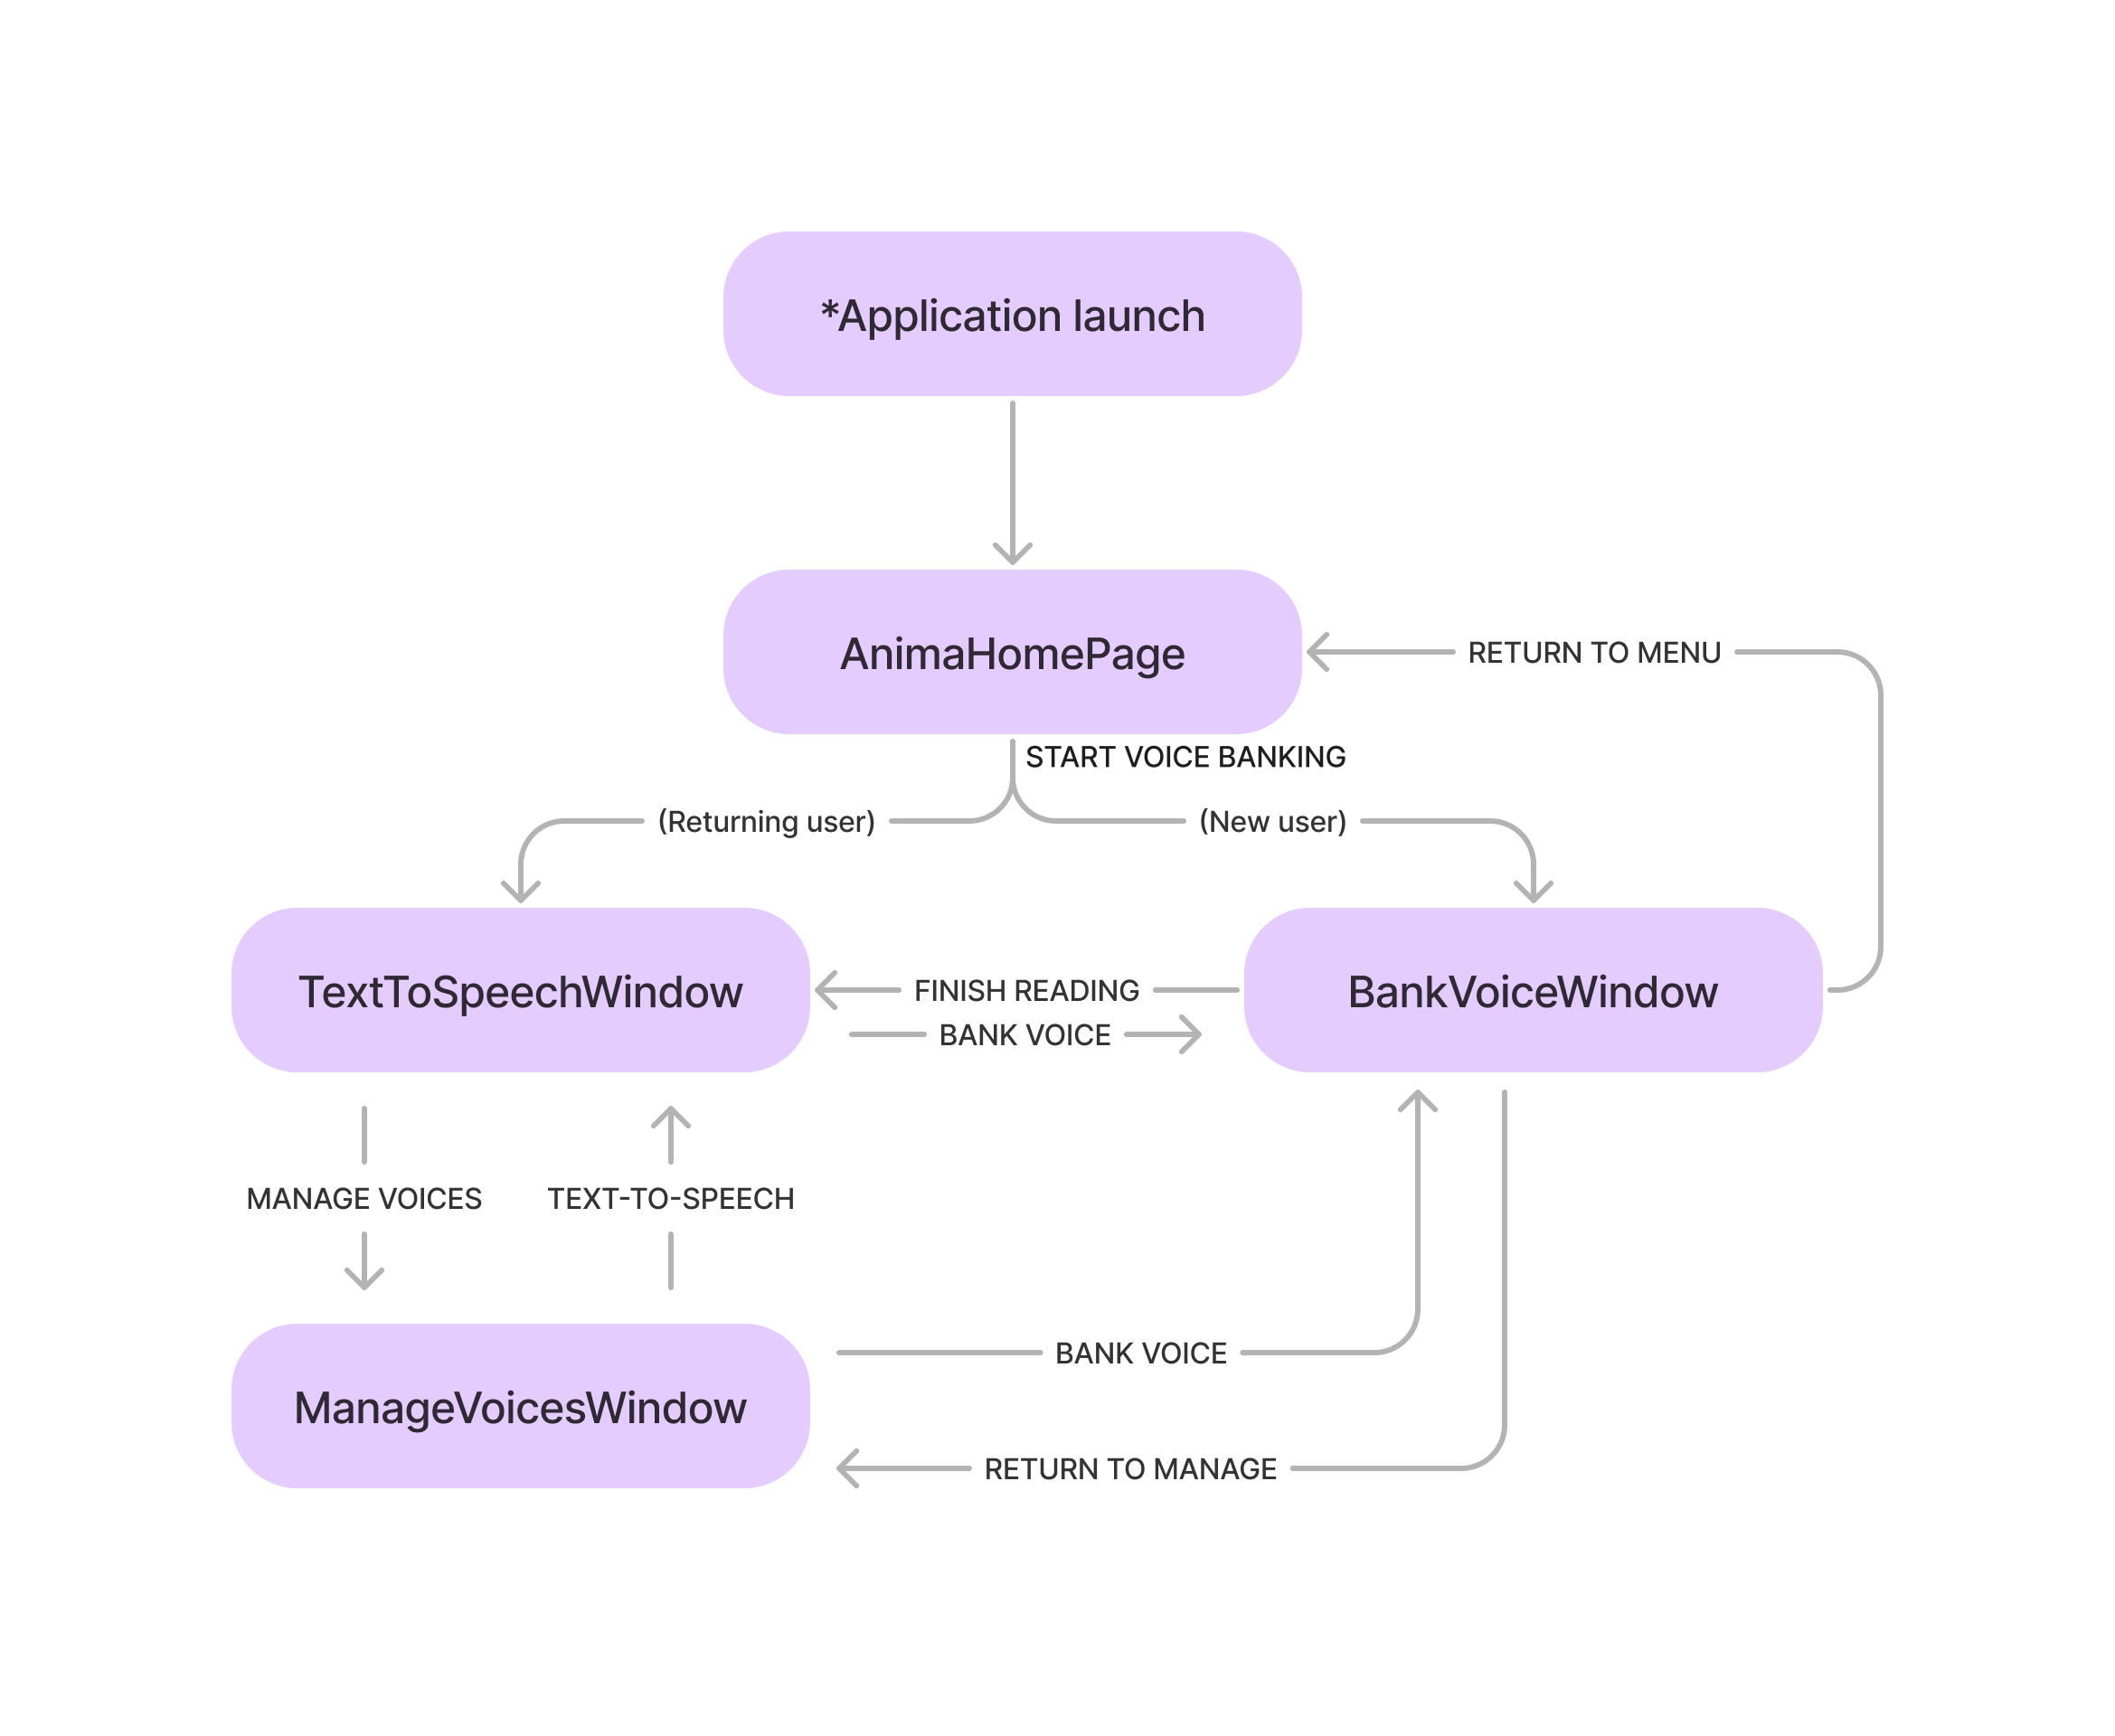 *Application launch
AnimaHomePage
RETURN TO MENU
START VOICE BANKING
(Returning user)
(New user)
TextToSpeechWindow
FINISH READING
BANK VOICE
BankVoiceWindow
MANAGE VOICES
TEXT-TO-SPEECH
BANK VOICE
ManageVoicesWindow
RETURN TO MANAGE